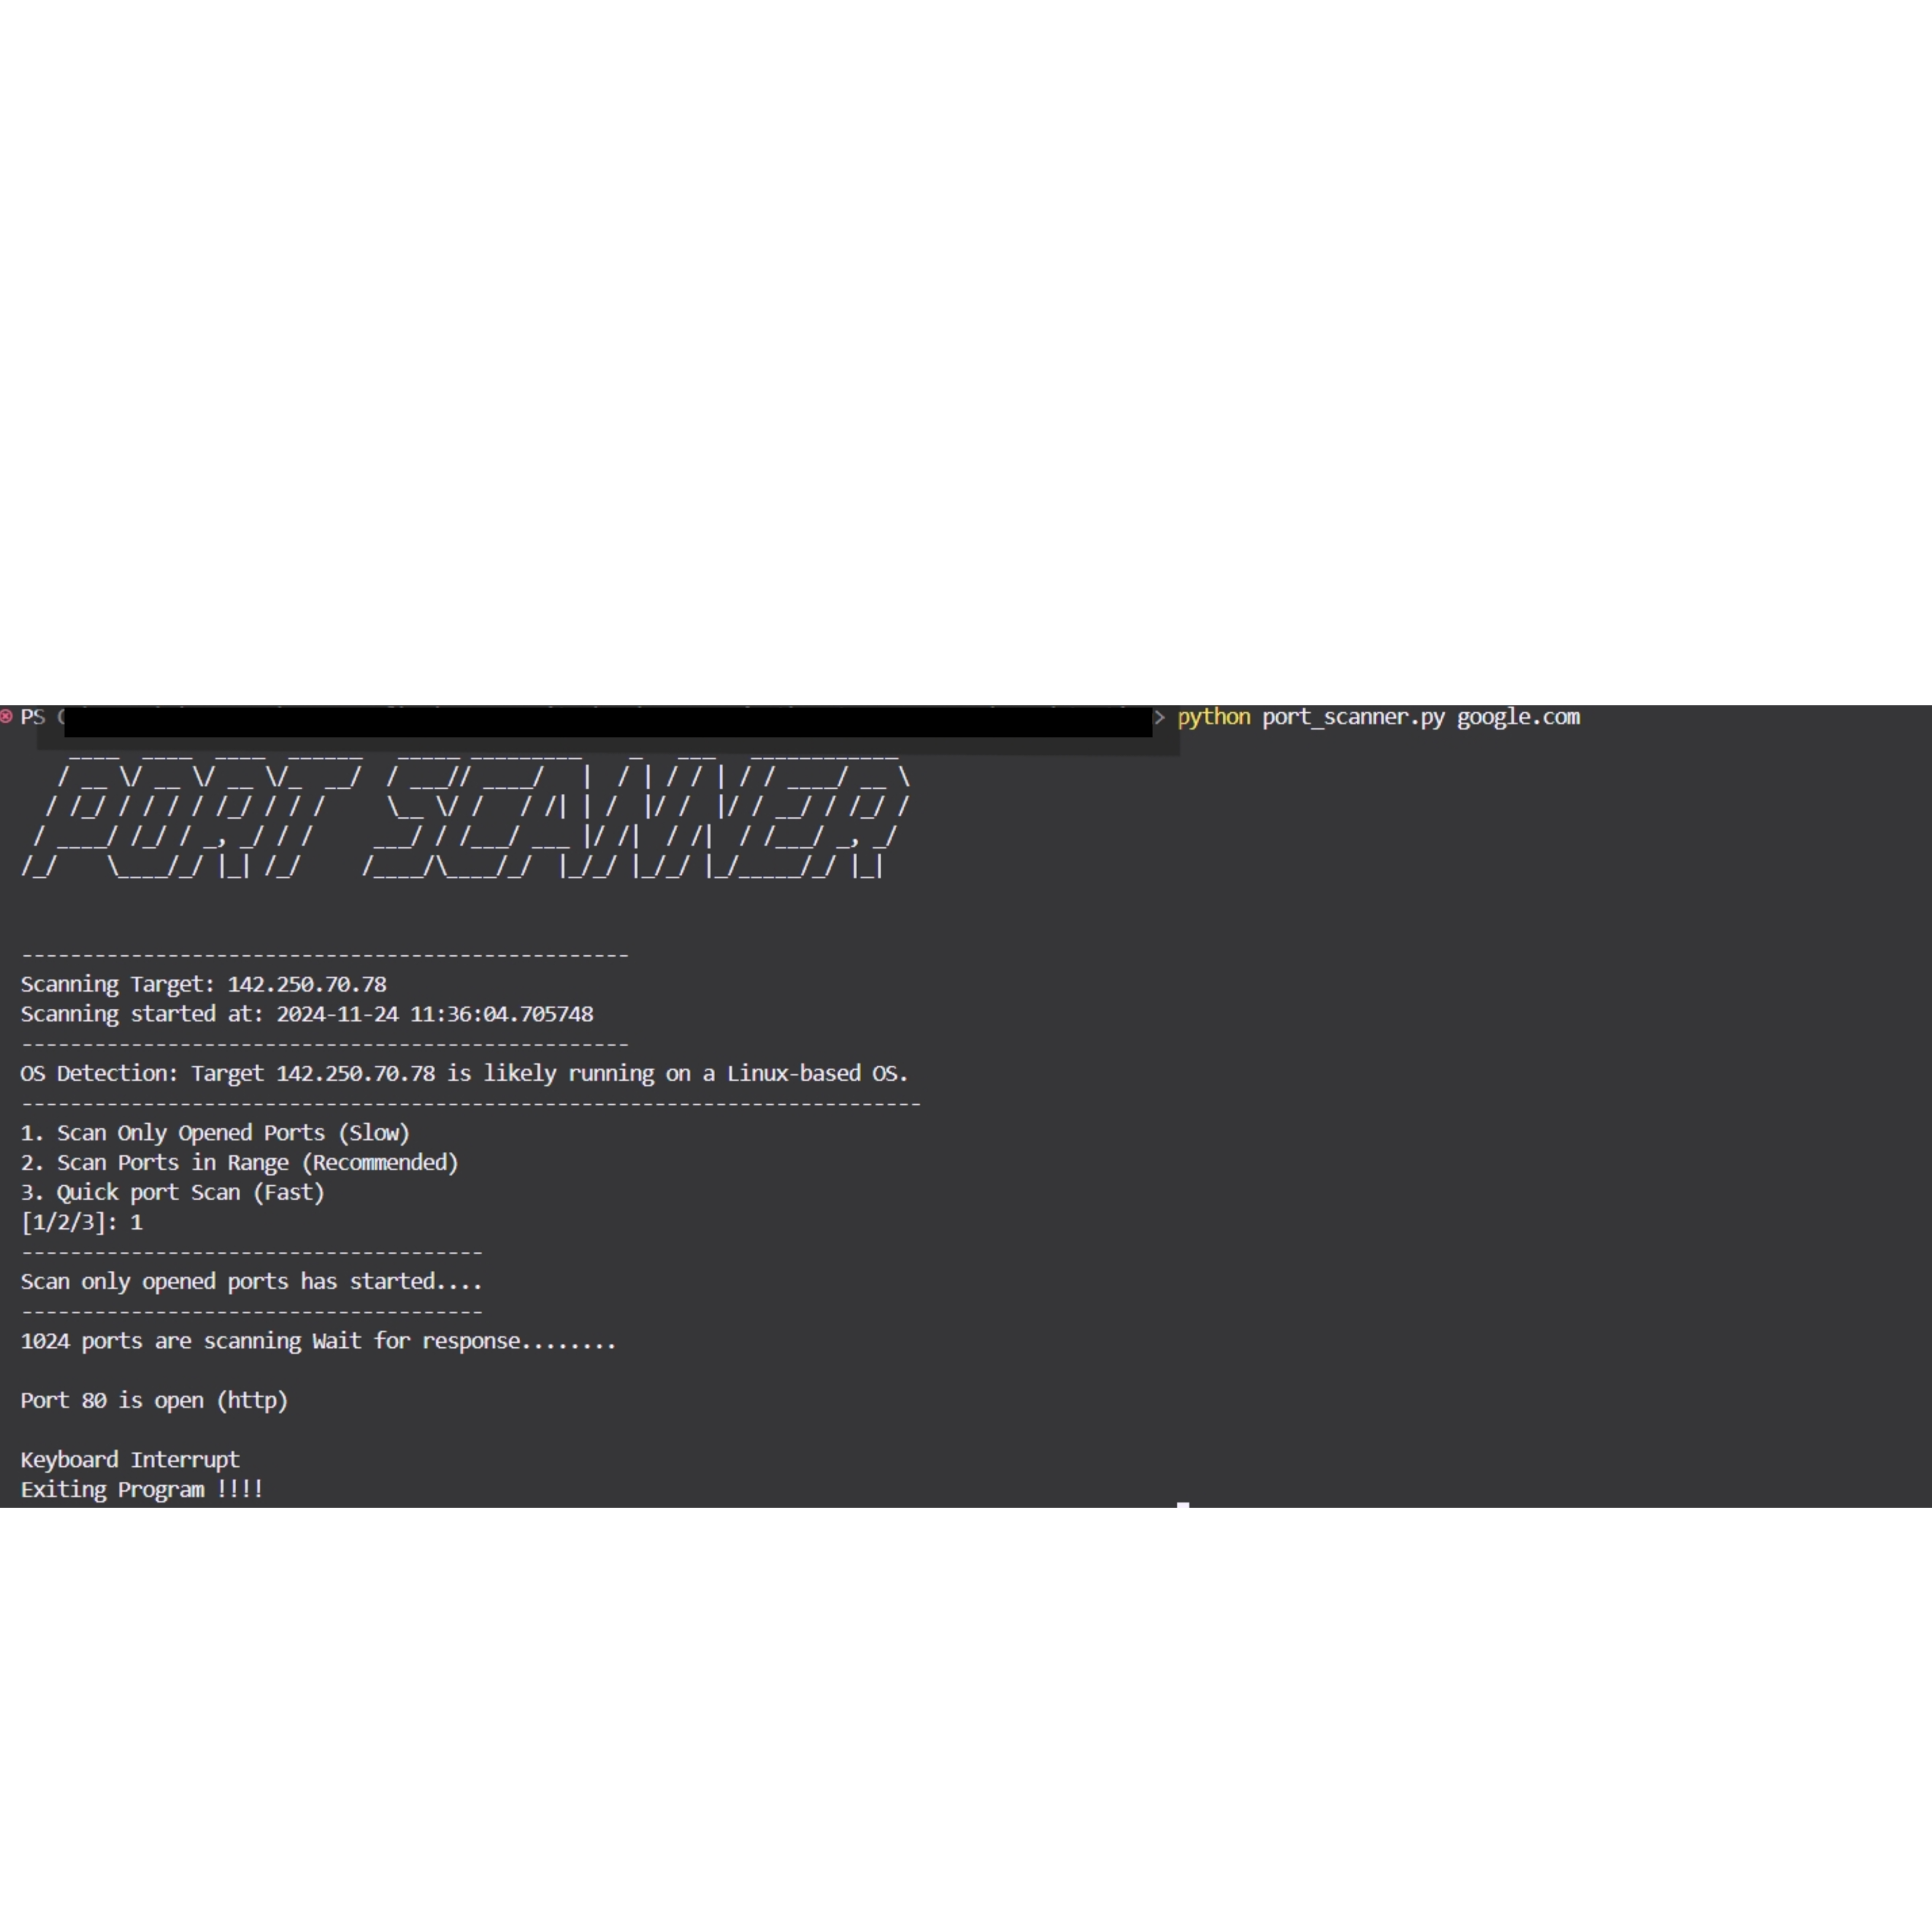 PS C > python port_scanner.py google.com
PORT SCANNER
-------------------------------------------------- 
Scanning Target: 142.250.70.78
Scanning started at: 2024-11-24 11:36:04.705748
--------------------------------------------------
OS Detection: Target 142.250.70.78 is likely running on a Linux-based OS.
--------------------------------------------------------------------------
1. Scan Only Opened Ports (Slow)
2. Scan Ports in Range (Recommended)
3. Quick port Scan (Fast)
[1/2/3]: 1
--------------------------------------
Scan only opened ports has started....
--------------------------------------
1024 ports are scanning Wait for response........
Port 80 is open (http)
Keyboard Interrupt
Exiting Program !!!!